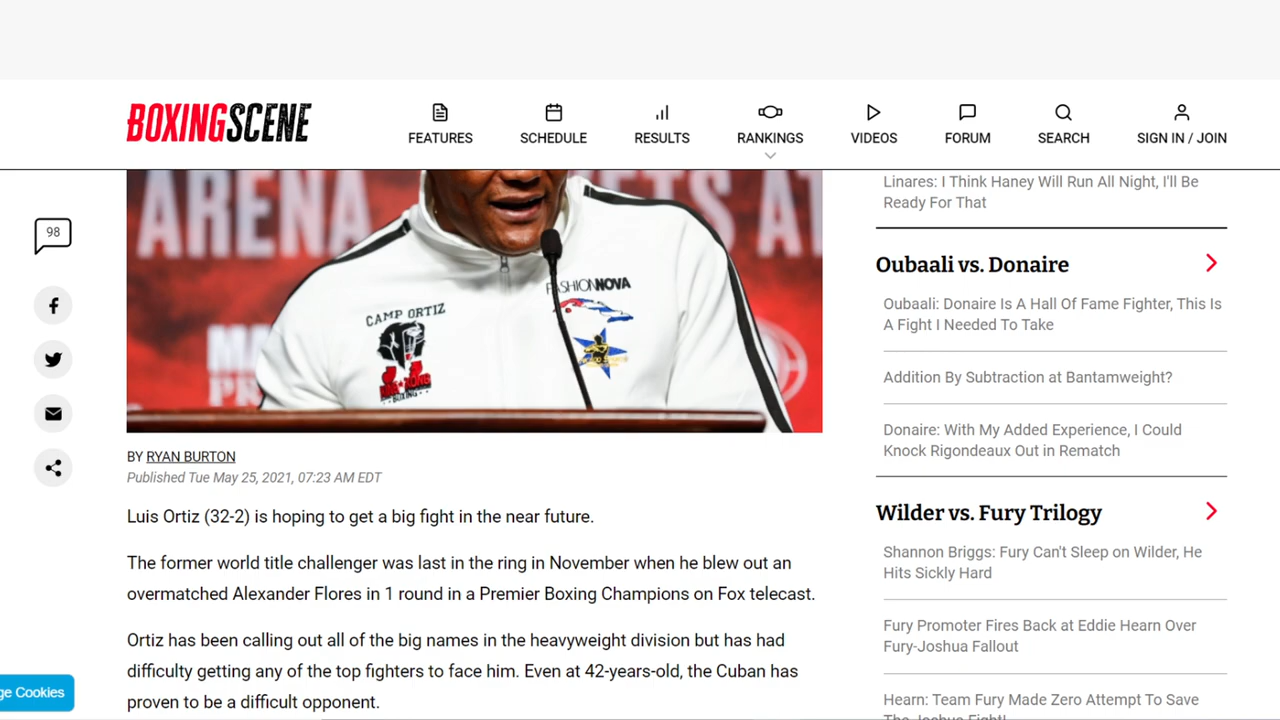 BOXINGSCENE
FEATURES
SCHEDULE
RESULTS
RANKINGS
VIDEOS
FORUM
SEARCH
SIGN IN / JOIN
98
ARENA
TS AT
FASHIONNOVA
CAMP ORTIZ
BOXING
BY RYAN BURTON
Published Tue May 25, 2021, 07:23 AM EDT
Luis Ortiz (32-2) is hoping to get a big fight in the near future.
The former world title challenger was last in the ring in November when he blew out an
overmatched Alexander Flores in 1 round in a Premier Boxing Champions on Fox telecast.
Ortiz has been calling out all of the big names in the heavyweight division but has had
difficulty getting any of the top fighters to face him. Even at 42-years-old, the Cuban has
proven to be a difficult opponent.
ge Cookies
Linares: I Think Haney Will Run All Night, I'll Be
Ready For That
Oubaali vs. Donaire
Oubaali: Donaire Is A Hall Of Fame Fighter, This Is
A Fight I Needed To Take
Addition By Subtraction at Bantamweight?
Donaire: With My Added Experience, I Could
Knock Rigondeaux Out in Rematch
Wilder vs. Fury Trilogy
Shannon Briggs: Fury Can't Sleep on Wilder, He
Hits Sickly Hard
Fury Promoter Fires Back at Eddie Hearn Over
Fury-Joshua Fallout
Hearn: Team Fury Made Zero Attempt To Save
The Joshua Fight!